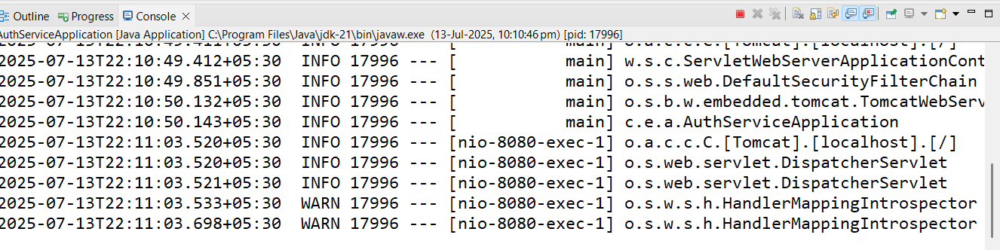 Outline Progress Console
AuthServiceApplication [Java Application] C:\Program Files\Java\jdk-21\bin\javaw.exe (13-Jul-2025, 10:10:46 pm) [pid: 17996]
2025-07-13T22:10:49.411+05:30  INFO 17996 --- [           main] o.a.c.c.C.[Tomcat].[localhost].[/]
2025-07-13T22:10:49.412+05:30  INFO 17996 --- [           main] w.s.c.ServletWebServerApplicationCont
2025-07-13T22:10:49.851+05:30  INFO 17996 --- [           main] o.s.s.web.DefaultSecurityFilterChain
2025-07-13T22:10:50.132+05:30  INFO 17996 --- [           main] o.s.b.w.embedded.tomcat.TomcatWebServ
2025-07-13T22:10:50.143+05:30  INFO 17996 --- [           main] c.e.a.AuthServiceApplication
2025-07-13T22:11:03.520+05:30  INFO 17996 --- [nio-8080-exec-1] o.a.c.c.C.[Tomcat].[localhost].[/]
2025-07-13T22:11:03.520+05:30  INFO 17996 --- [nio-8080-exec-1] o.s.web.servlet.DispatcherServlet
2025-07-13T22:11:03.521+05:30  INFO 17996 --- [nio-8080-exec-1] o.s.web.servlet.DispatcherServlet
2025-07-13T22:11:03.533+05:30  WARN 17996 --- [nio-8080-exec-1] o.s.w.s.h.HandlerMappingIntrospector
2025-07-13T22:11:03.698+05:30  WARN 17996 --- [nio-8080-exec-1] o.s.w.s.h.HandlerMappingIntrospector